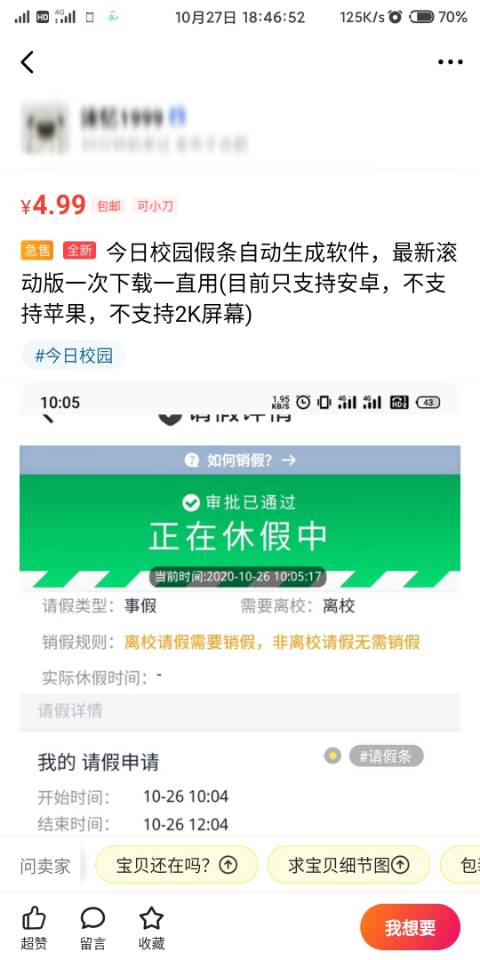 HD 4G 10月27日 18:46:52 125K/s 70%
¥4.99 包邮 可小刀
急售 全新 今日校园假条自动生成软件，最新滚
动版一次下载一直用(目前只支持安卓，不支
持苹果，不支持2K屏幕)
#今日校园
10:05 1.95 KB/S 4G 4G HD 43
请假详情
如何销假？ →
审批已通过
正在休假中
当前时间:2020-10-26 10:05:17
请假类型： 事假 需要离校： 离校
销假规则： 离校请假需要销假，非离校请假无需销假
实际休假时间： -
请假详情
我的 请假申请 #请假条
开始时间： 10-26 10:04
结束时间： 10-26 12:04
问卖家 宝贝还在吗？ 求宝贝细节图
超赞 留言 收藏 我想要